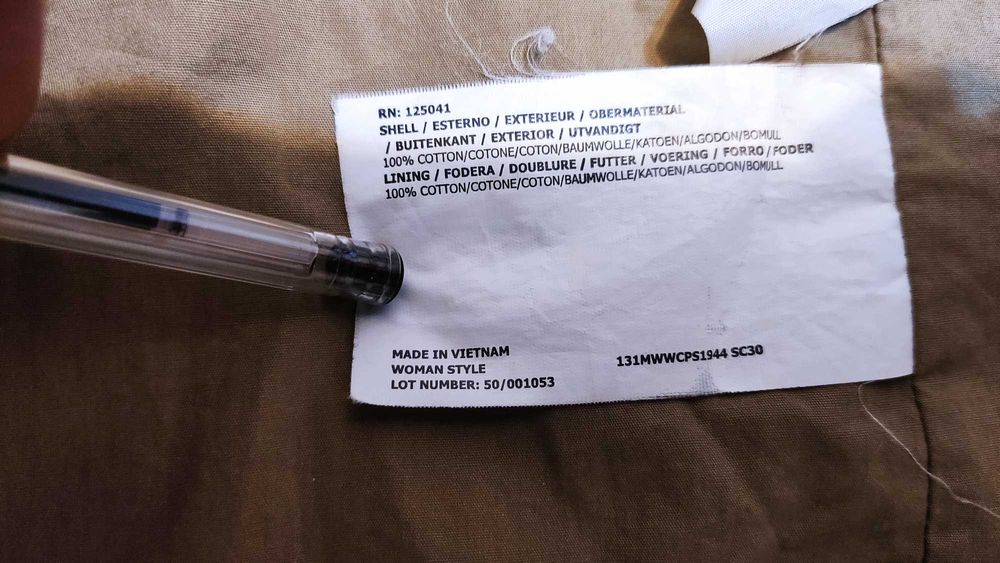 RN: 125041
SHELL / ESTERNO / EXTERIEUR / OBERMATERIAL
/ BUITENKANT / EXTERIOR / UTVANDIGT
100% COTTON/COTONE/COTON/BAUMWOLLE/KATOEN/ALGODON/BOMULL
LINING / FODERA / DOUBLURE / FUTTER / VOERING / FORRO / FODER
100% COTTON/COTONE/COTON/BAUMWOLLE/KATOEN/ALGODON/BOMULL
MADE IN VIETNAM
WOMAN STYLE
LOT NUMBER: 50/001053
131MWWCPS1944 SC30